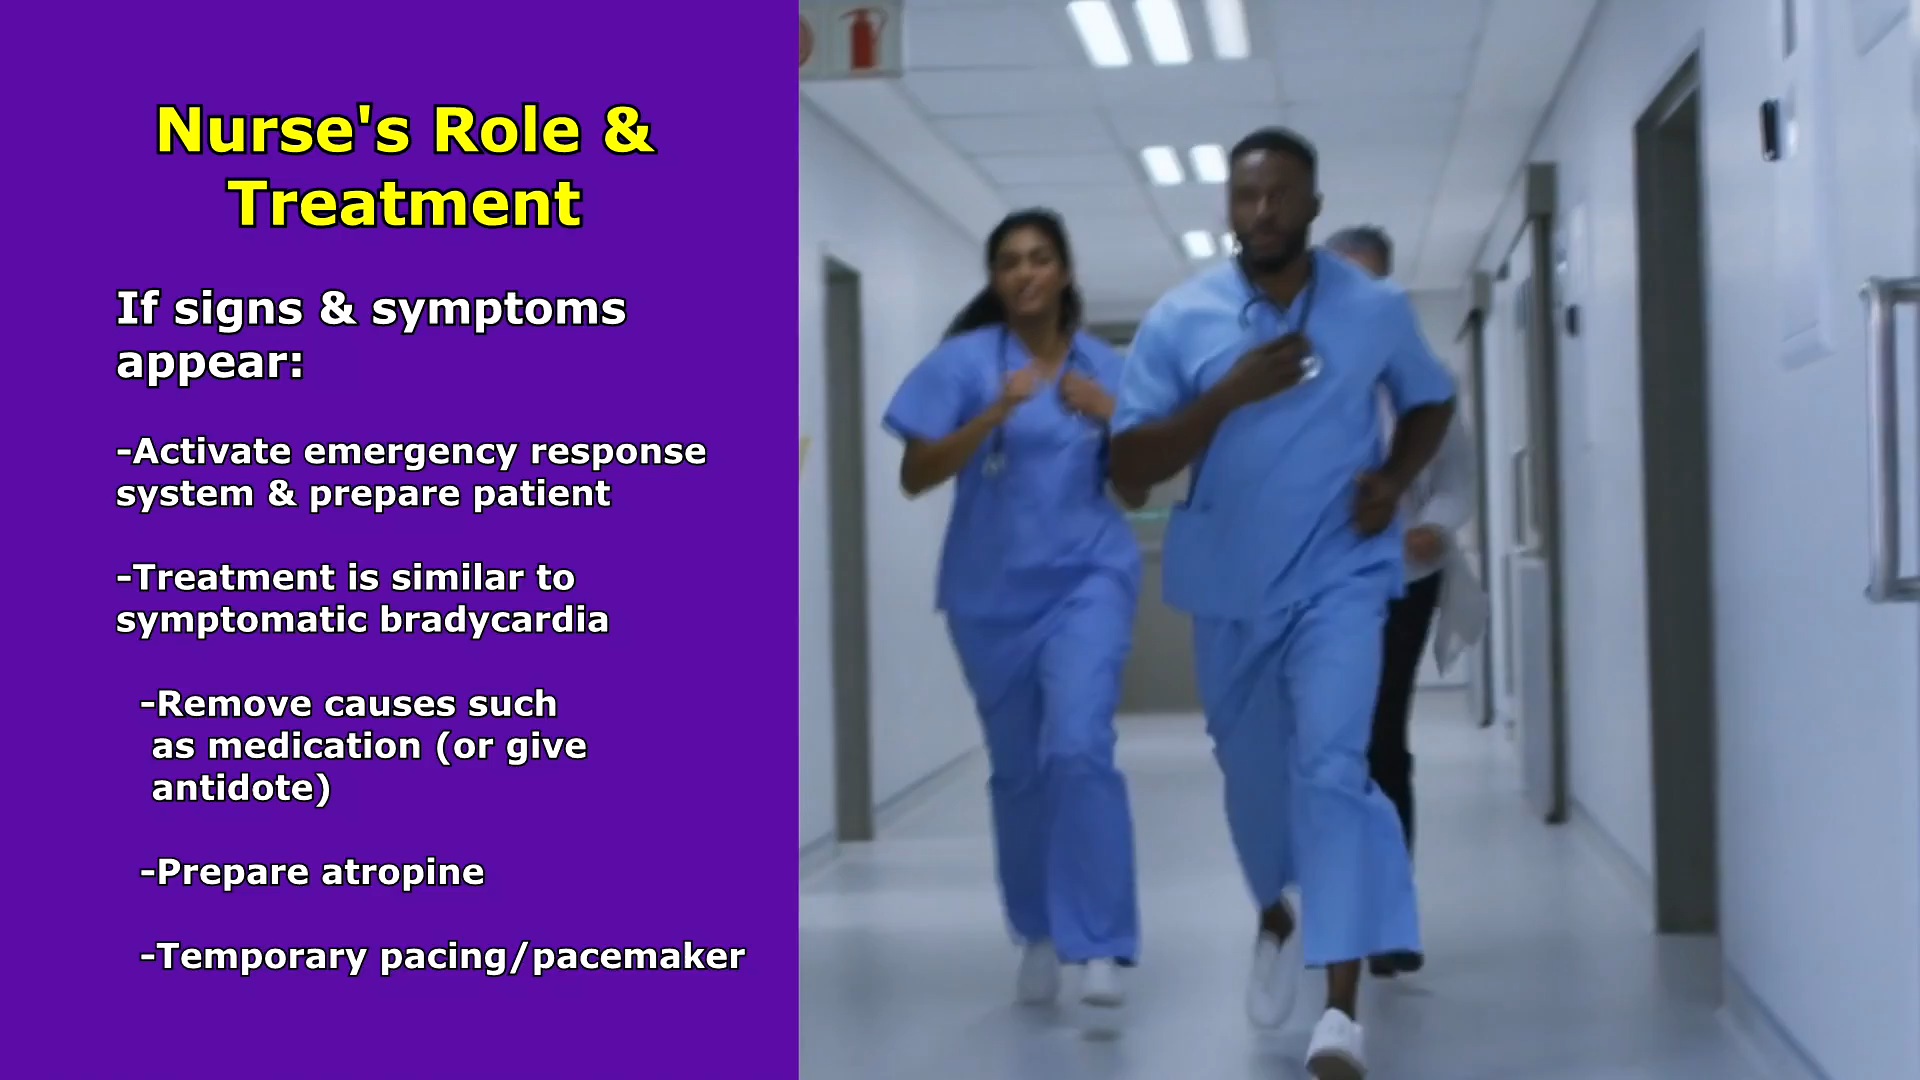 Nurse's Role &
Treatment
If signs & symptoms
appear:
-Activate emergency response
system & prepare patient
-Treatment is similar to
symptomatic bradycardia
-Remove causes such
as medication (or give
antidote)
-Prepare atropine
-Temporary pacing/pacemaker